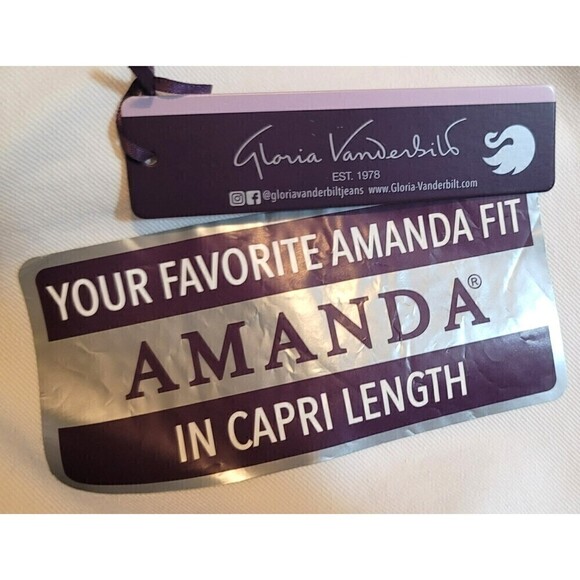 Gloria Vanderbilt
EST. 1978
@gloriavanderbiltjeans www.Gloria-Vanderbilt.com
YOUR FAVORITE AMANDA FIT
AMANDA®
IN CAPRI LENGTH